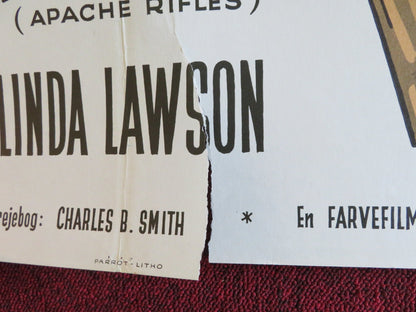 (APACHE RIFLES)
LINDA LAWSON
rejebog: CHARLES B. SMITH * En FARVEFILM
PARROT-LITHO